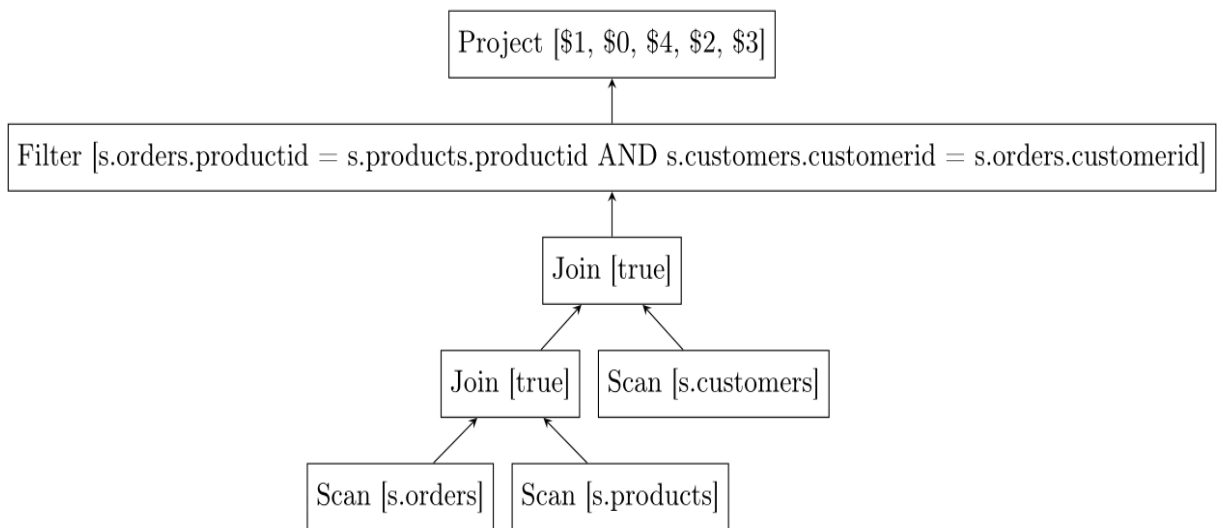 Project [$1, $0, $4, $2, $3]
Filter [s.orders.productid = s.products.productid AND s.customers.customerid = s.orders.customerid]
Join [true]
Join [true]
Scan [s.customers]
Scan [s.orders]
Scan [s.products]